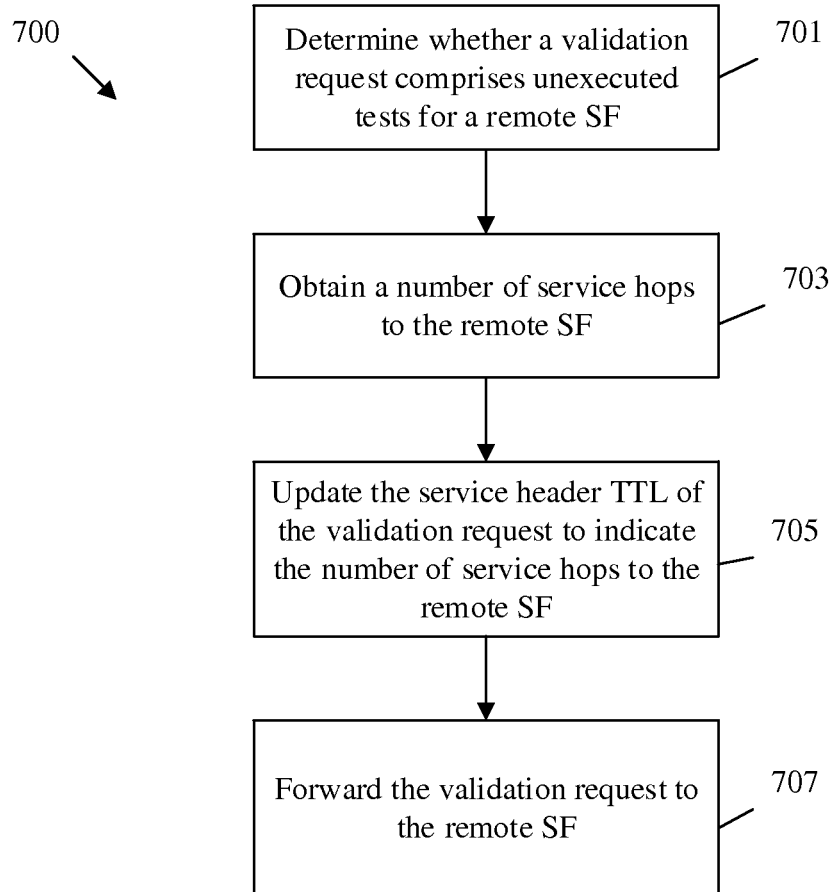 700
Determine whether a validation
request comprises unexecuted
tests for a remote SF
701
Obtain a number of service hops
to the remote SF
703
Update the service header TTL of
the validation request to indicate
the number of service hops to the
remote SF
705
Forward the validation request to
the remote SF
707